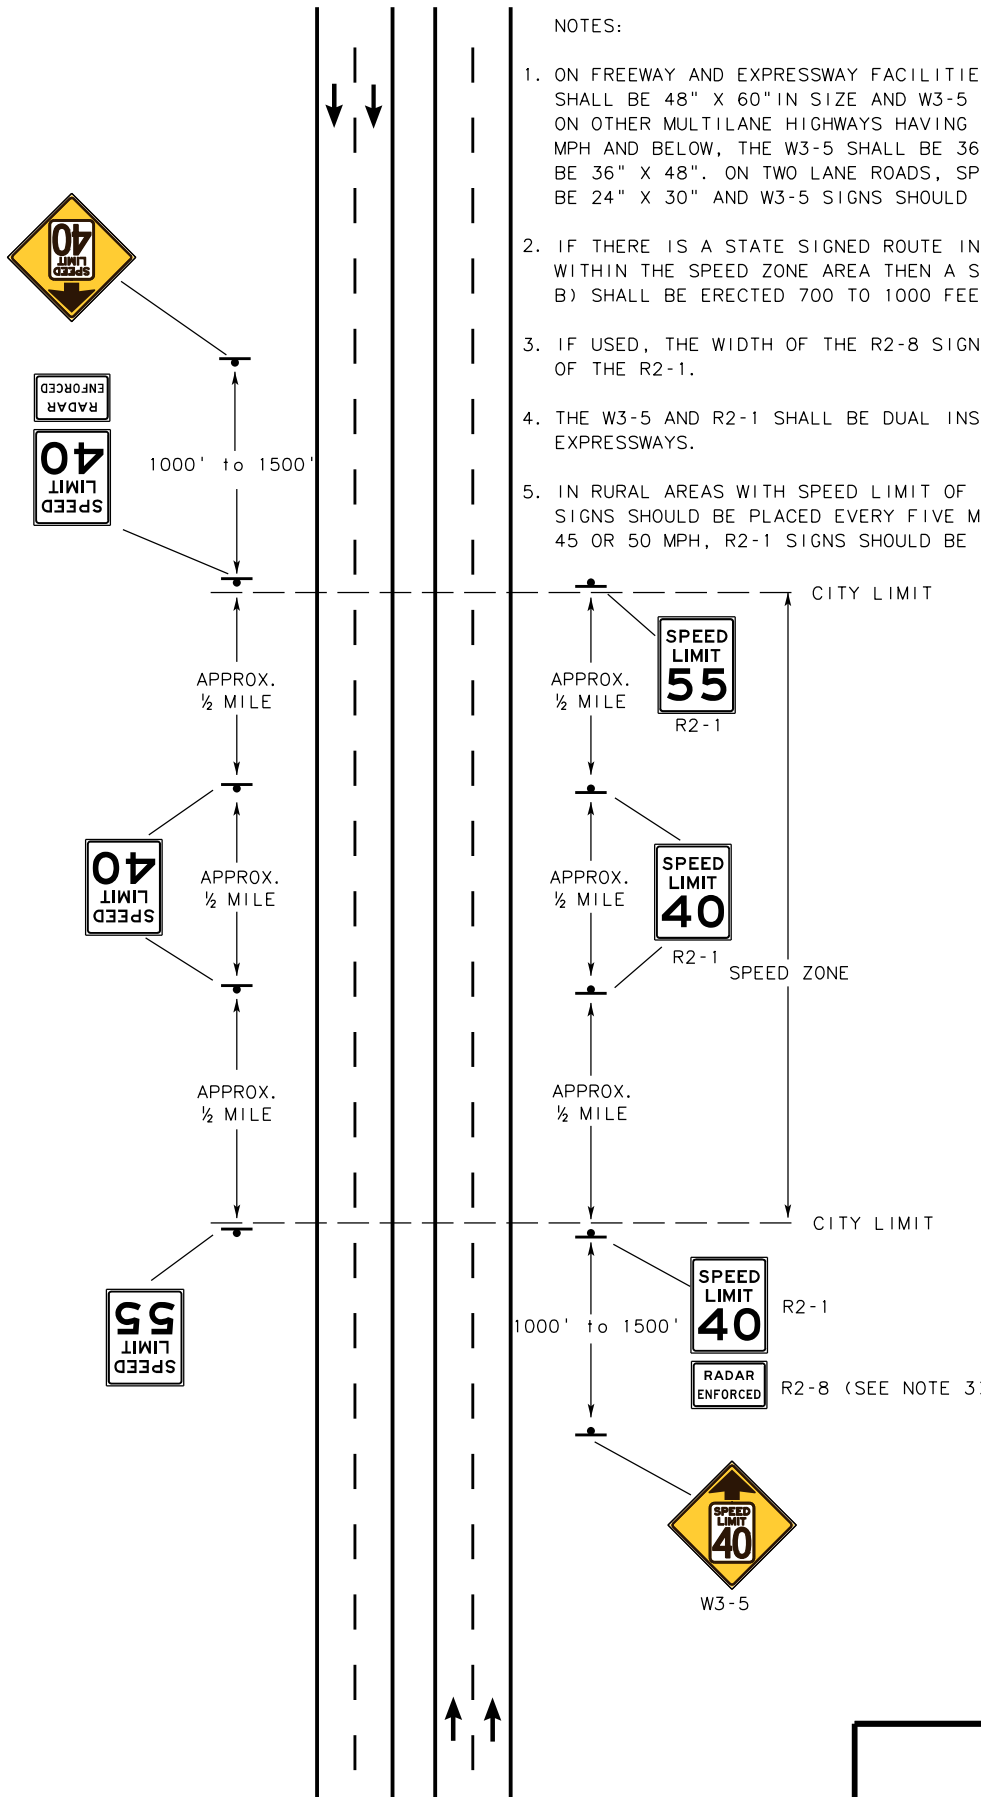 NOTES:
1. ON FREEWAY AND EXPRESSWAY FACILITIE
SHALL BE 48" X 60" IN SIZE AND W3-5
ON OTHER MULTILANE HIGHWAYS HAVING
MPH AND BELOW, THE W3-5 SHALL BE 36
BE 36" X 48". ON TWO LANE ROADS, SP
BE 24" X 30" AND W3-5 SIGNS SHOULD
2. IF THERE IS A STATE SIGNED ROUTE IN
WITHIN THE SPEED ZONE AREA THEN A S
B) SHALL BE ERECTED 700 TO 1000 FEE
3. IF USED, THE WIDTH OF THE R2-8 SIGN
OF THE R2-1.
4. THE W3-5 AND R2-1 SHALL BE DUAL INS
EXPRESSWAYS.
5. IN RURAL AREAS WITH SPEED LIMIT OF
SIGNS SHOULD BE PLACED EVERY FIVE M
45 OR 50 MPH, R2-1 SIGNS SHOULD BE
SPEED
LIMIT
40
RADAR
ENFORCED
SPEED
LIMIT
40
1000' to 1500'
CITY LIMIT
APPROX.
½ MILE
APPROX.
½ MILE
SPEED
LIMIT
55
R2-1
SPEED
LIMIT
40
APPROX.
½ MILE
APPROX.
½ MILE
SPEED
LIMIT
40
R2-1
SPEED ZONE
APPROX.
½ MILE
APPROX.
½ MILE
CITY LIMIT
SPEED
LIMIT
55
1000' to 1500'
SPEED
LIMIT
40
R2-1
RADAR
ENFORCED
R2-8 (SEE NOTE 3)
SPEED
LIMIT
40
W3-5